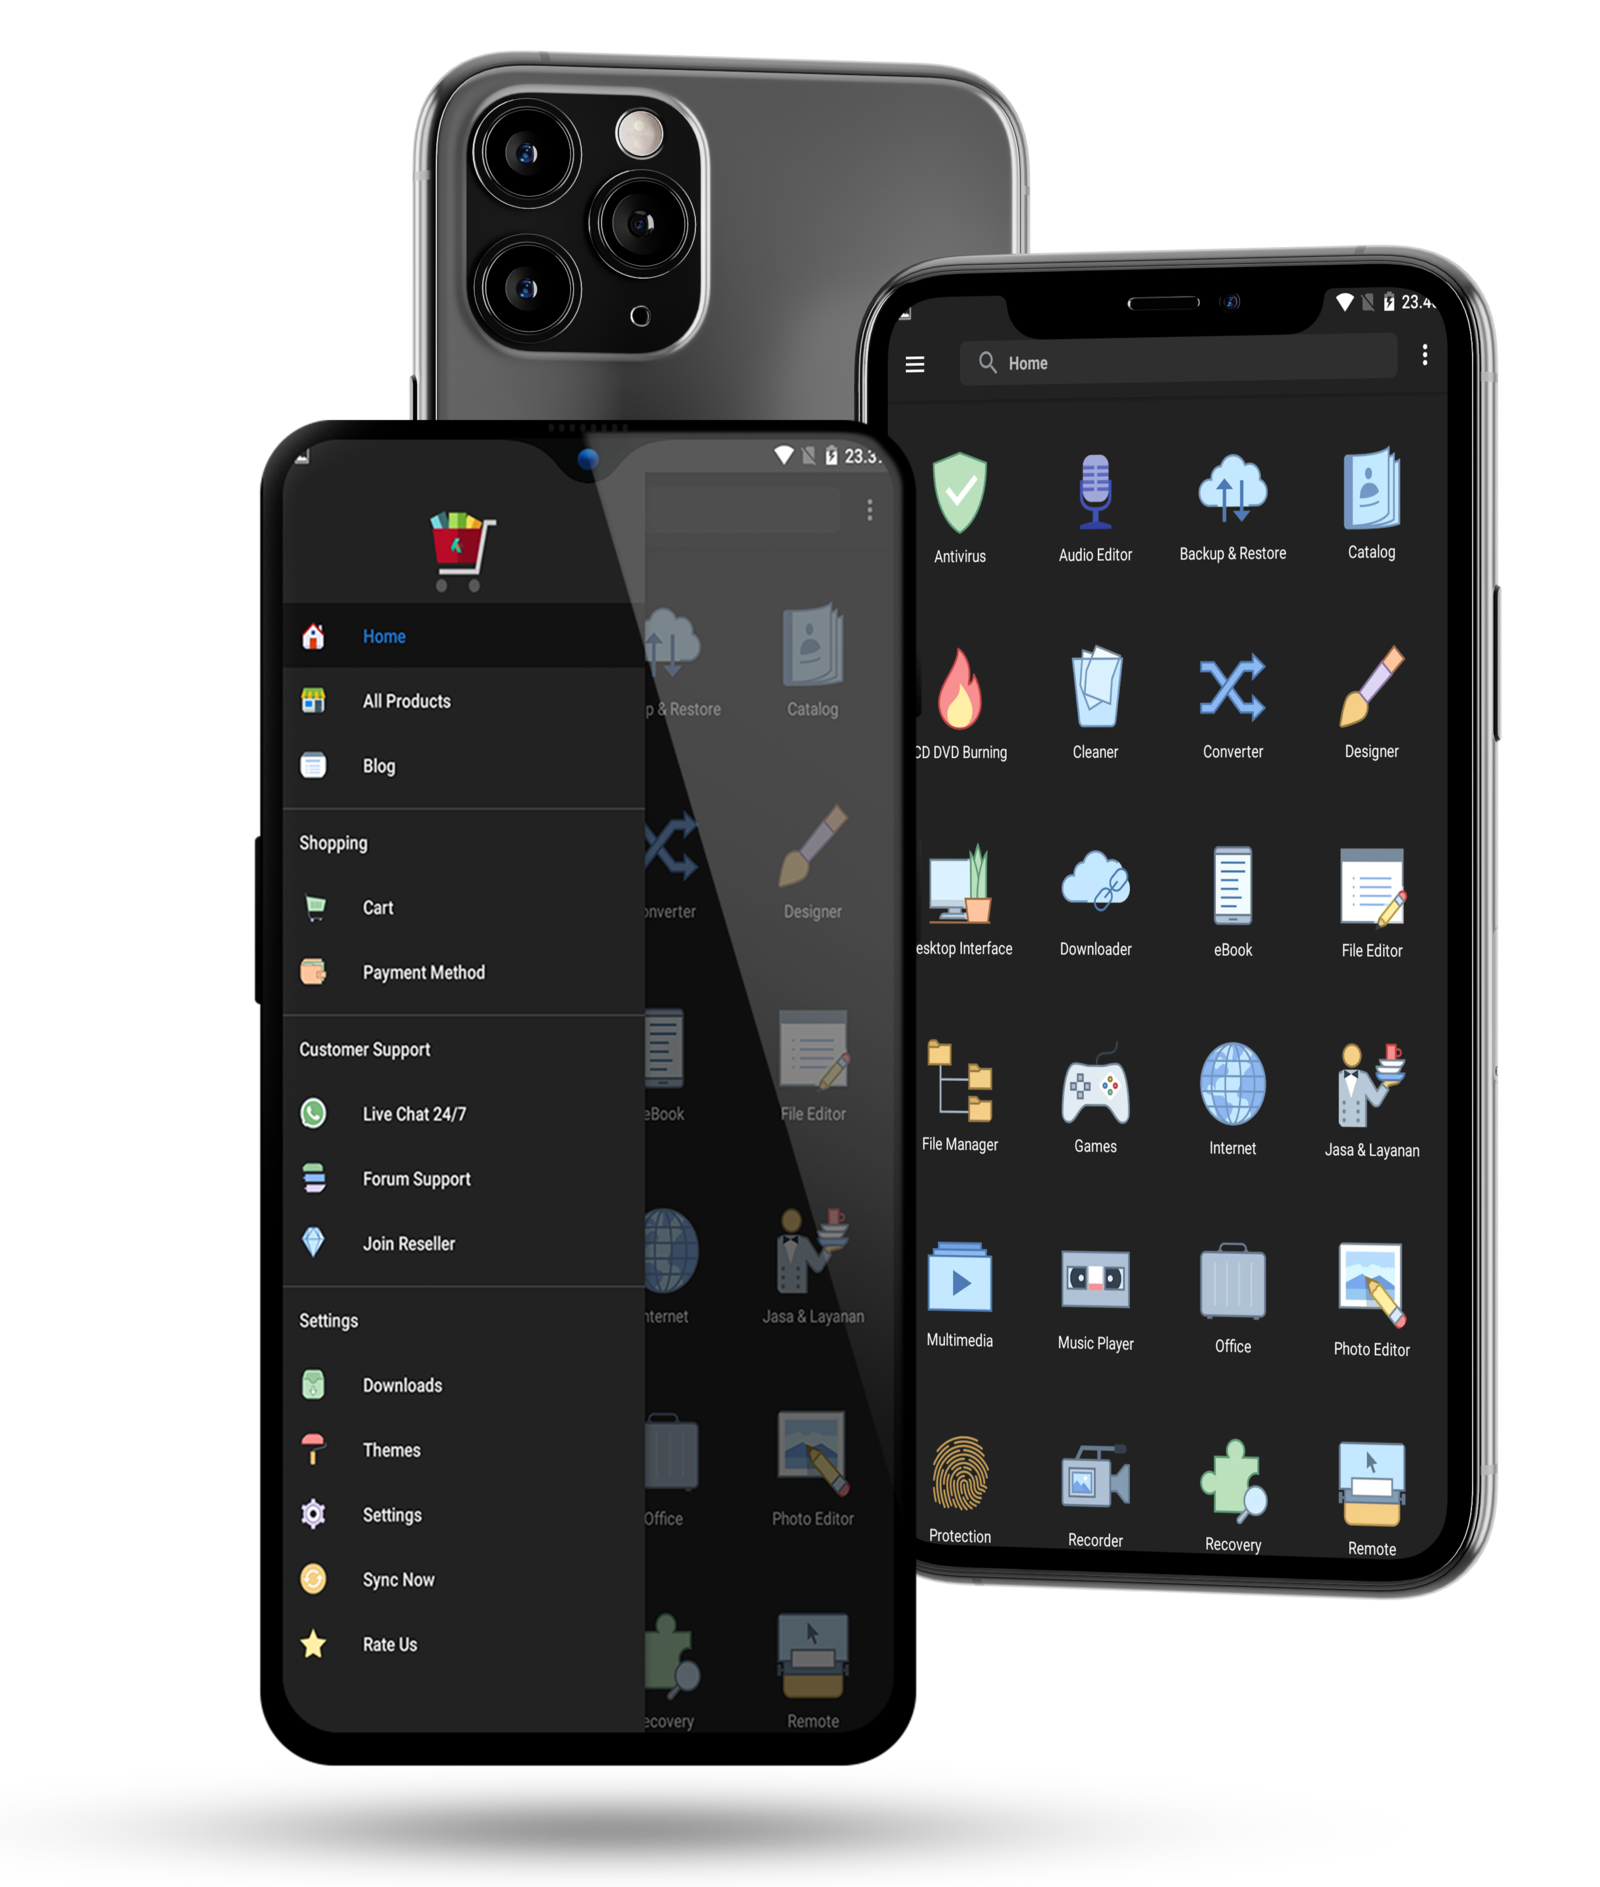 23.3
Home
All Products
Blog
Shopping
Cart
Payment Method
Customer Support
Live Chat 24/7
Forum Support
Join Reseller
Settings
Downloads
Themes
Settings
Sync Now
Rate Us
p & Restore
Catalog
onverter
Designer
eBook
File Editor
nternet
Jasa & Layanan
Office
Photo Editor
ecovery
Remote
23.4
Home
Antivirus
Audio Editor
Backup & Restore
Catalog
CD DVD Burning
Cleaner
Converter
Designer
esktop Interface
Downloader
eBook
File Editor
File Manager
Games
Internet
Jasa & Layanan
Multimedia
Music Player
Office
Photo Editor
Protection
Recorder
Recovery
Remote